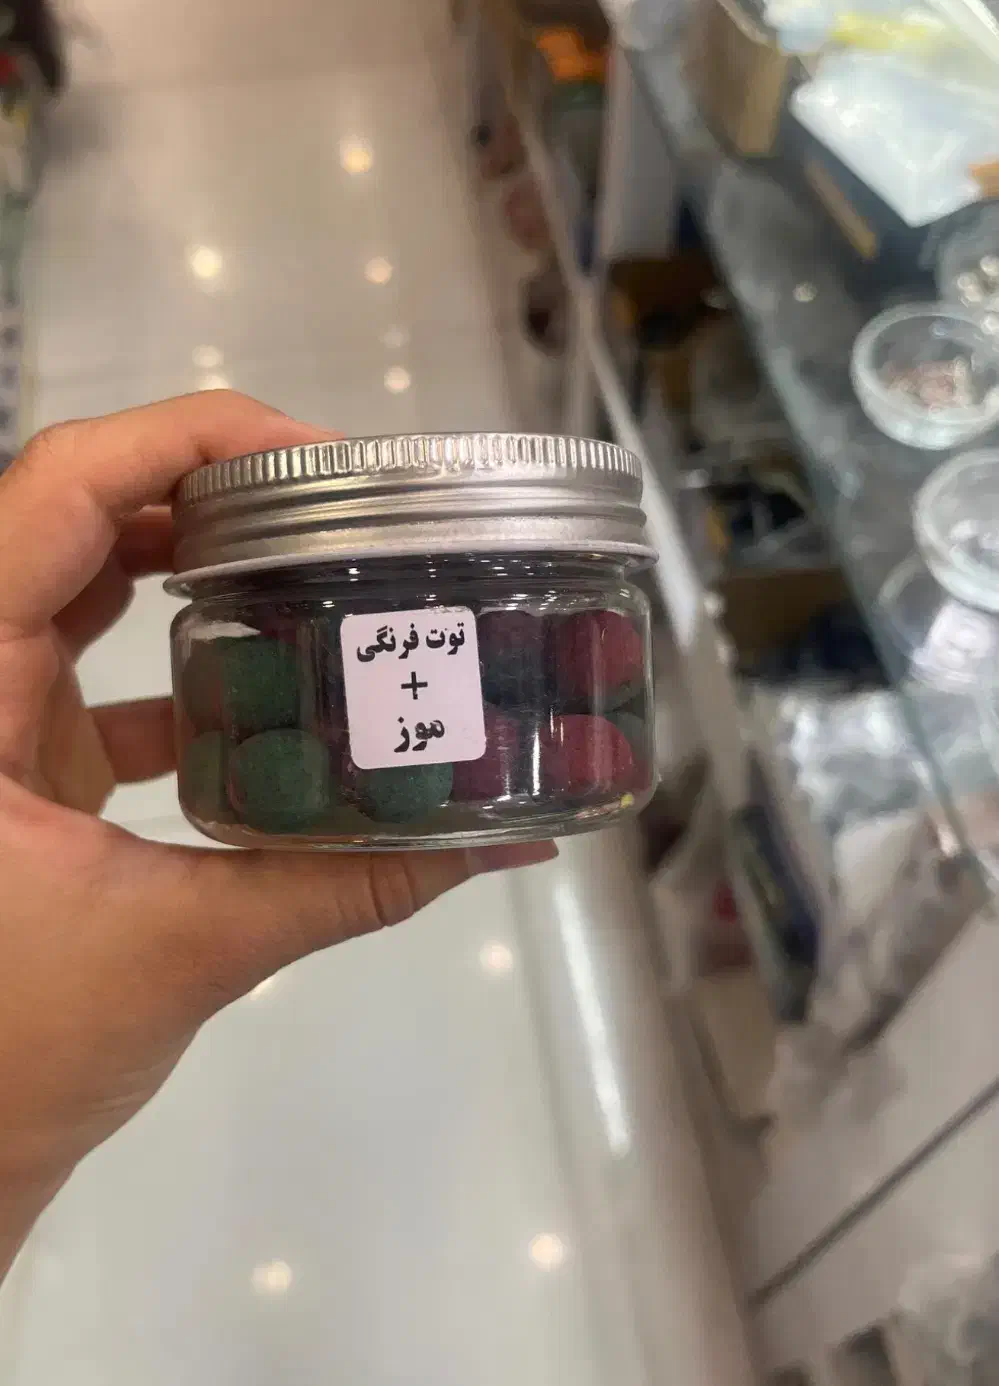 توت فرنگی
+
موز